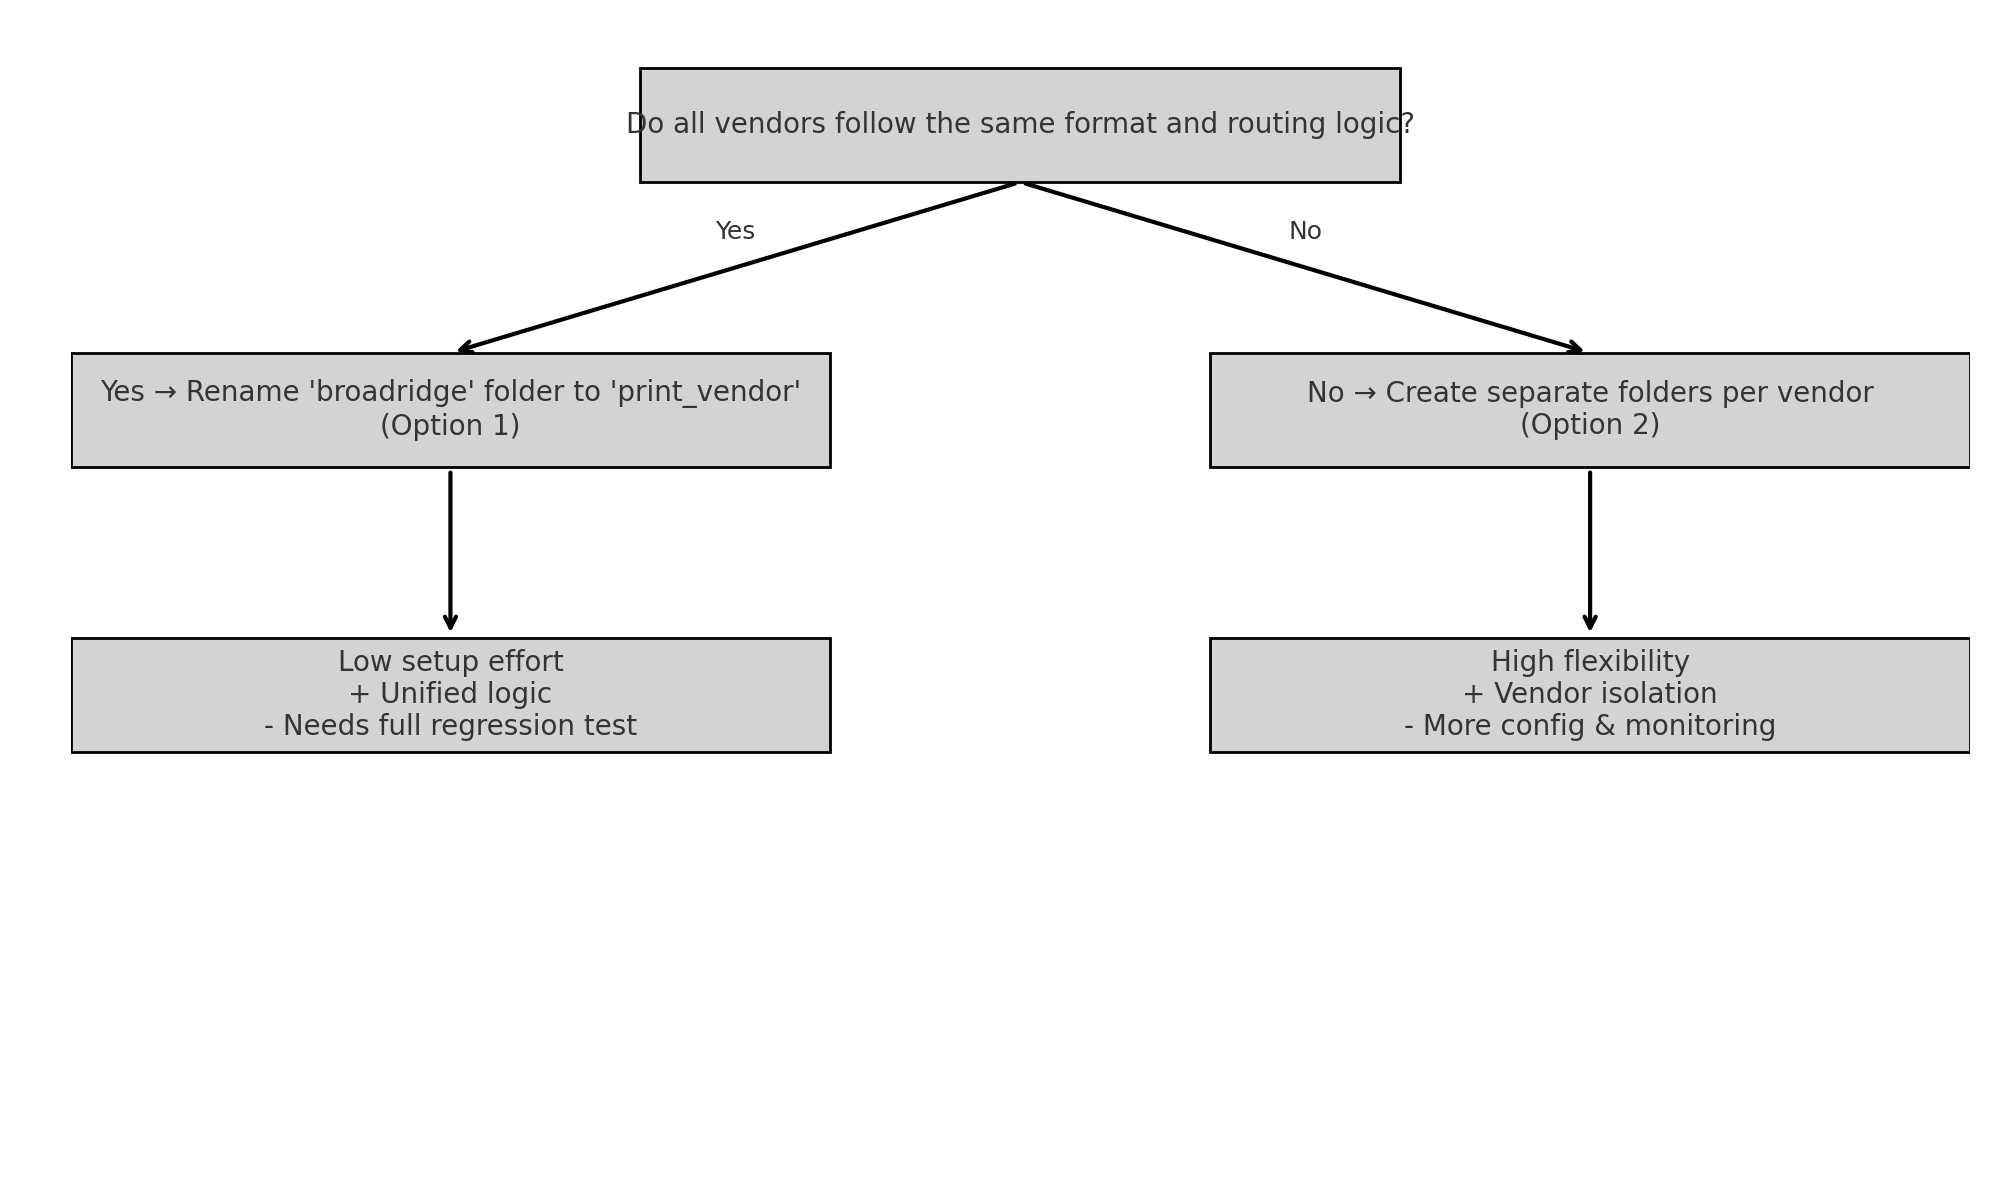 Do all vendors follow the same format and routing logic?
Yes
No
Yes → Rename 'broadridge' folder to 'print_vendor'
(Option 1)
No → Create separate folders per vendor
(Option 2)
Low setup effort
+ Unified logic
- Needs full regression test
High flexibility
+ Vendor isolation
- More config & monitoring